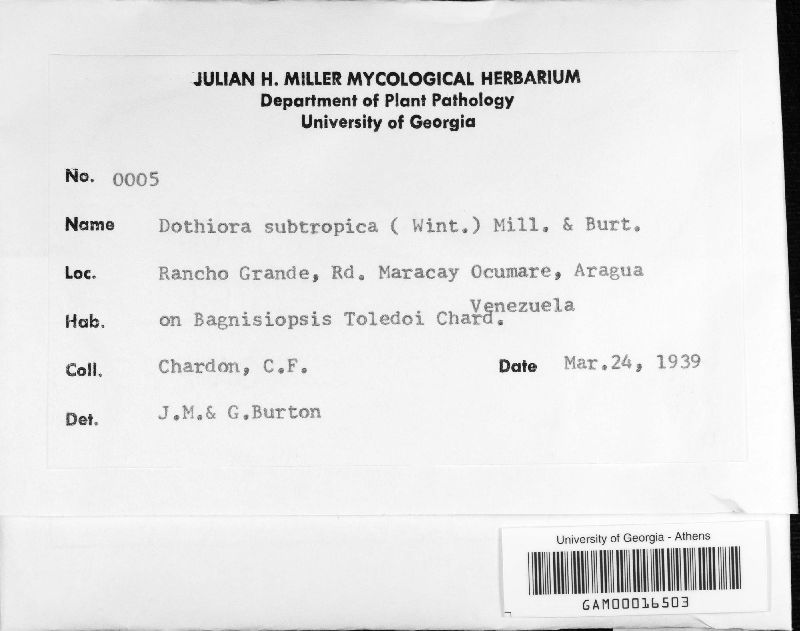 JULIAN H. MILLER MYCOLOGICAL HERBARIUM
Department of Plant Pathology
University of Georgia
No. 0005
Name Dothiora subtropica ( Wint.) Mill. & Burt.
Loc. Rancho Grande, Rd. Maracay Ocumare, Aragua
Venezuela
Hab. on Bagnisiopsis Toledoi Chard.
Coll. Chardon, C.F. Date Mar.24, 1939
Det. J.M.& G.Burton
University of Georgia - Athens
GAM00016503